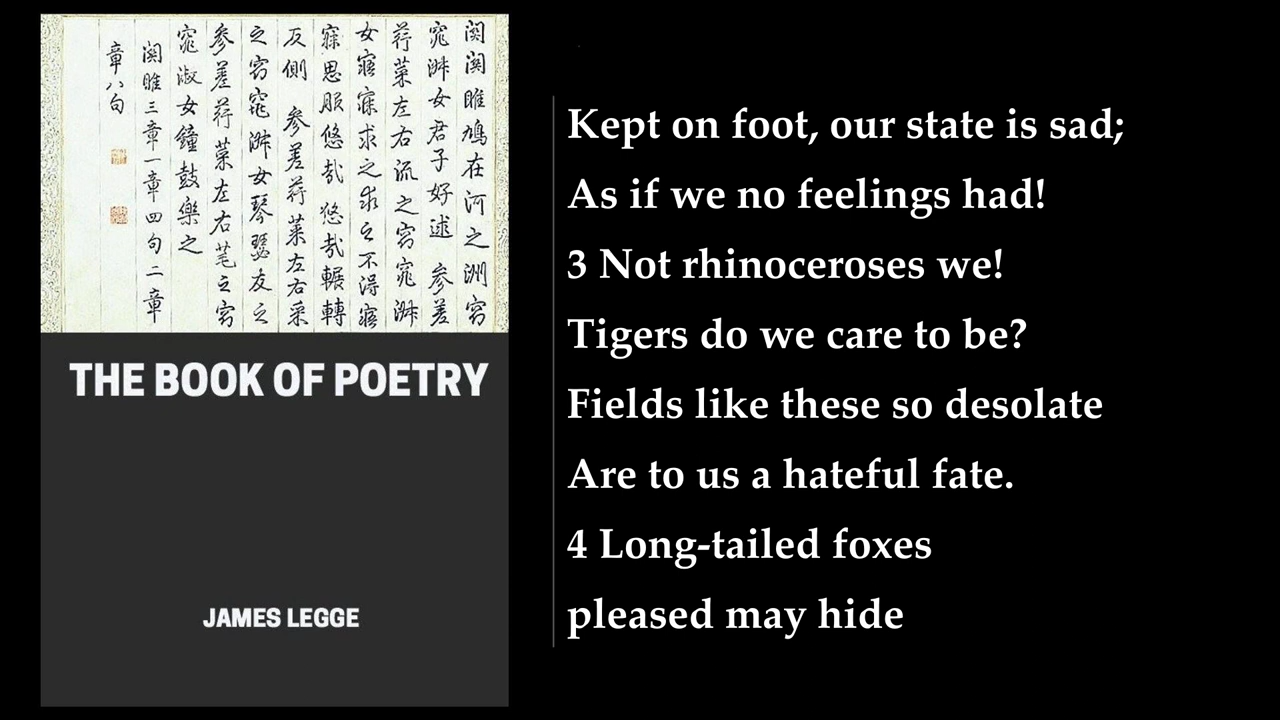 關關雎鳩在河之洲窈
窕淑女君子好逑 參差
荇菜左右流之窈窕淑
女寤寐求之求之不得寤
寐思服悠哉悠哉輾轉
反側 參差荇菜左右采
之窈窕淑女琴瑟友之
參差荇菜左右芼之窈
窕淑女鐘鼓樂之
關雎三章一章四句二章
章八句
THE BOOK OF POETRY
JAMES LEGGE
Kept on foot, our state is sad;
As if we no feelings had!
3 Not rhinoceroses we!
Tigers do we care to be?
Fields like these so desolate
Are to us a hateful fate.
4 Long-tailed foxes
pleased may hide